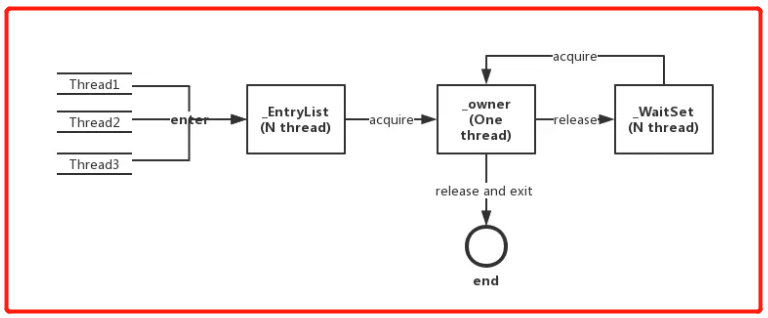 acquire
Thread1
Thread2
Thread3
enter
_EntryList
(N thread)
acquire
_owner
(One
thread)
release
_WaitSet
(N thread)
release and exit
end